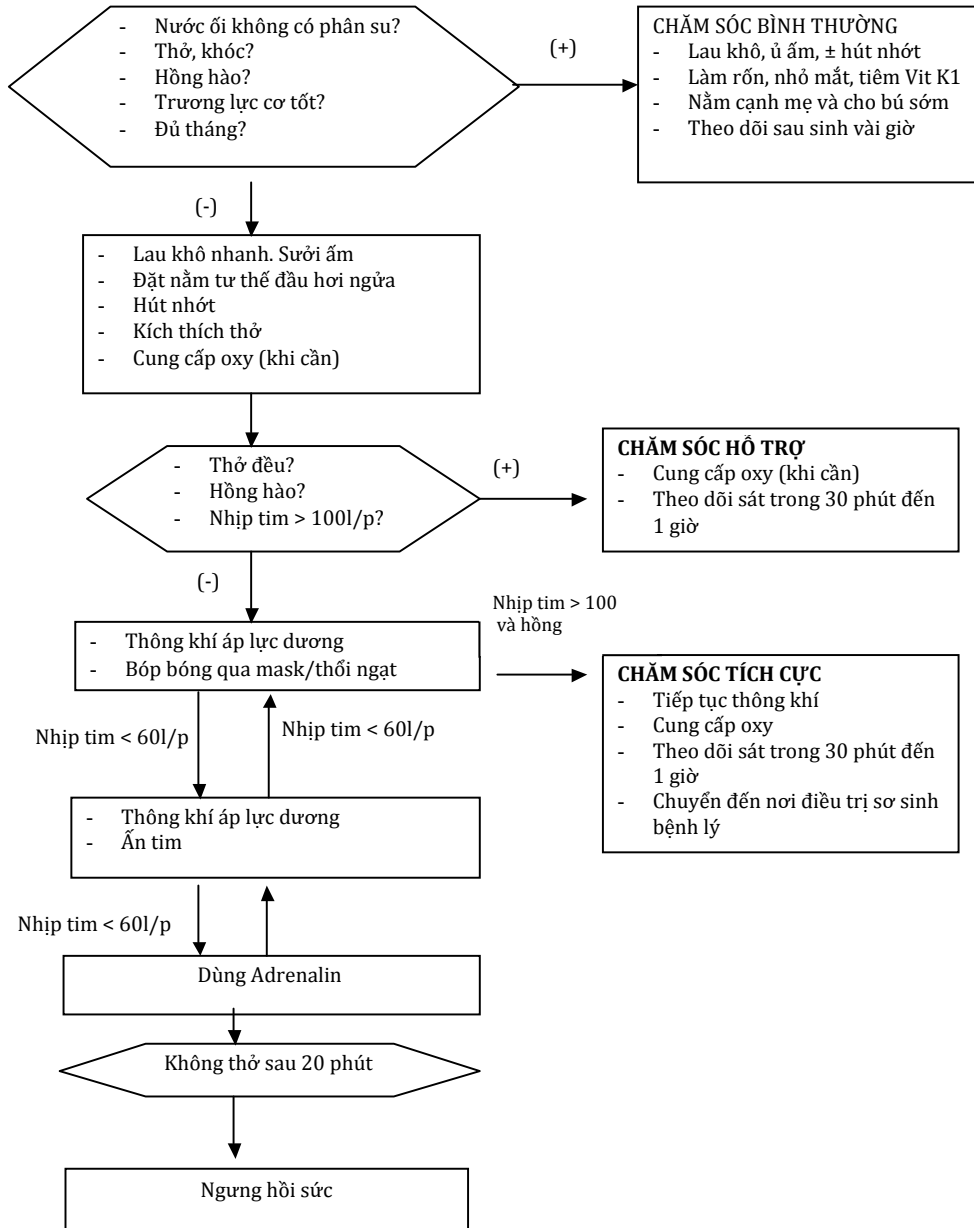 - Nước ối không có phân su?
- Thở, khóc?
- Hồng hào?
- Trương lực cơ tốt?
- Đủ tháng?
(+)
CHĂM SÓC BÌNH THƯỜNG
- Lau khô, ủ ấm, ± hút nhớt
- Làm rốn, nhỏ mắt, tiêm Vit K1
- Nằm cạnh mẹ và cho bú sớm
- Theo dõi sau sinh vài giờ
(-)
- Lau khô nhanh. Sưởi ấm
- Đặt nằm tư thế đầu hơi ngửa
- Hút nhớt
- Kích thích thở
- Cung cấp oxy (khi cần)
- Thở đều?
- Hồng hào?
- Nhịp tim > 100l/p?
(+)
CHĂM SÓC HỖ TRỢ
- Cung cấp oxy (khi cần)
- Theo dõi sát trong 30 phút đến
1 giờ
(-)
Nhịp tim > 100
và hồng
- Thông khí áp lực dương
- Bóp bóng qua mask/thổi ngạt
CHĂM SÓC TÍCH CỰC
- Tiếp tục thông khí
- Cung cấp oxy
- Theo dõi sát trong 30 phút đến
1 giờ
- Chuyển đến nơi điều trị sơ sinh
bệnh lý
Nhịp tim < 60l/p
Nhịp tim < 60l/p
- Thông khí áp lực dương
- Ấn tim
Nhịp tim < 60l/p
Dùng Adrenalin
Không thở sau 20 phút
Ngưng hồi sức